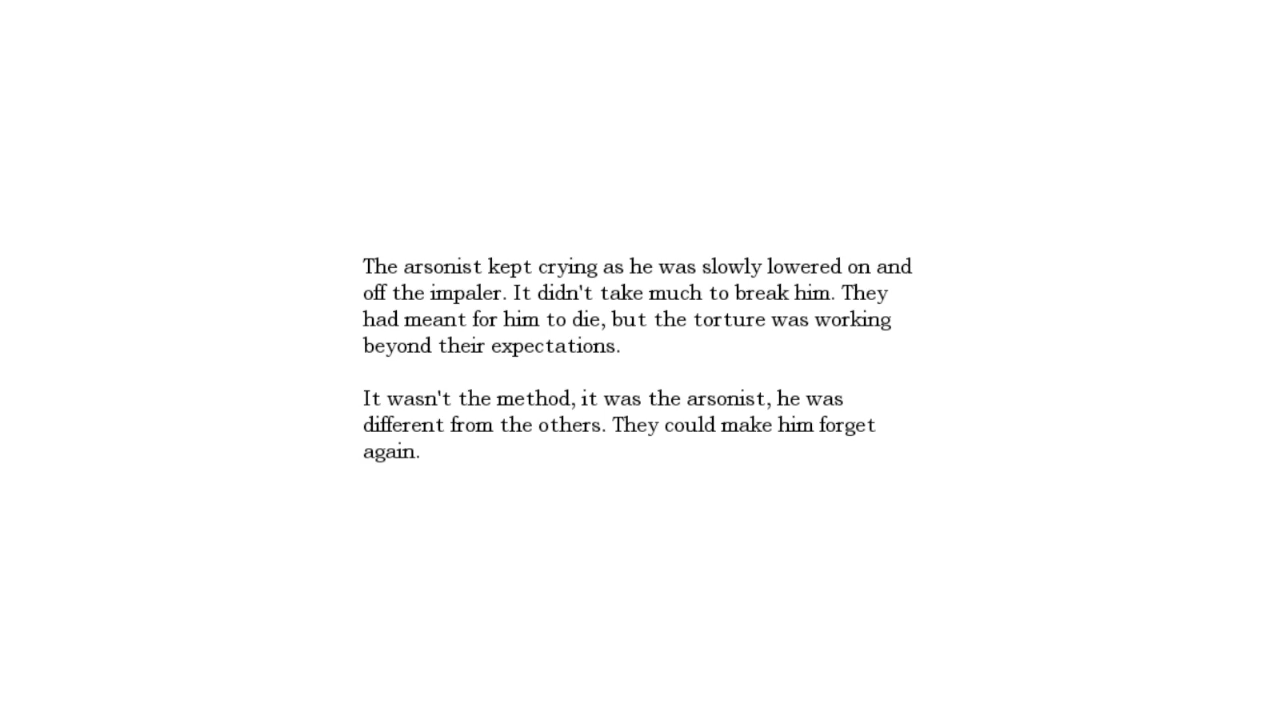 The arsonist kept crying as he was slowly lowered on and
off the impaler. It didn't take much to break him. They
had meant for him to die, but the torture was working
beyond their expectations.
It wasn't the method, it was the arsonist, he was
different from the others. They could make him forget
again.